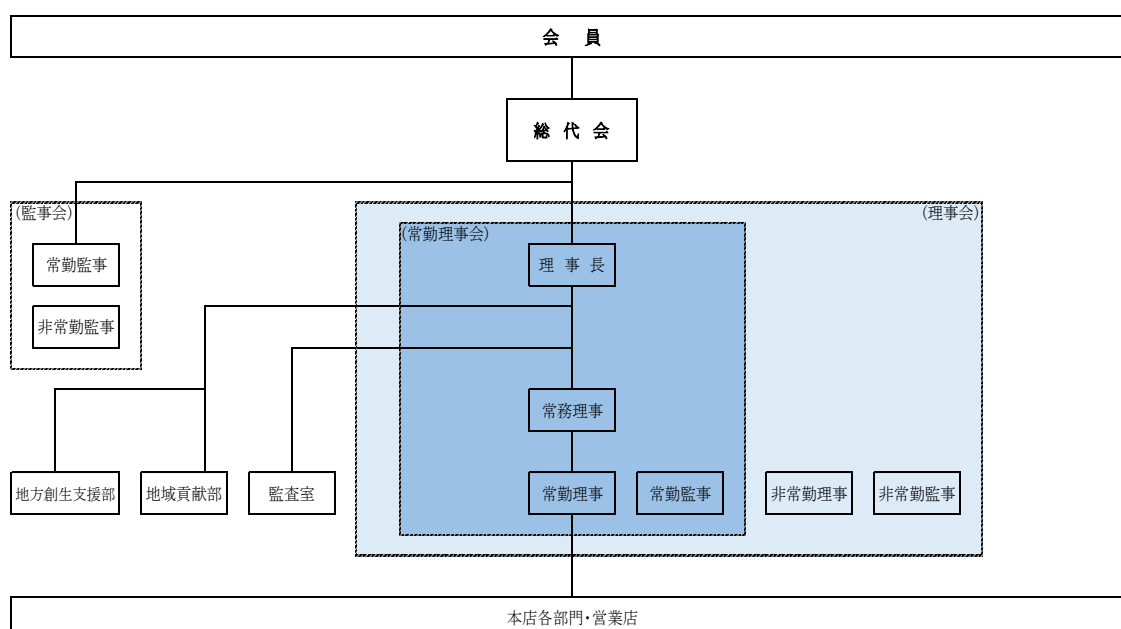 会 員
総 代 会
(監事会)
(理事会)
(常勤理事会)
常勤監事
理 事 長
非常勤監事
常務理事
地方創生支援部
地域貢献部
監査室
常勤理事
常勤監事
非常勤理事
非常勤監事
本店各部門・営業店